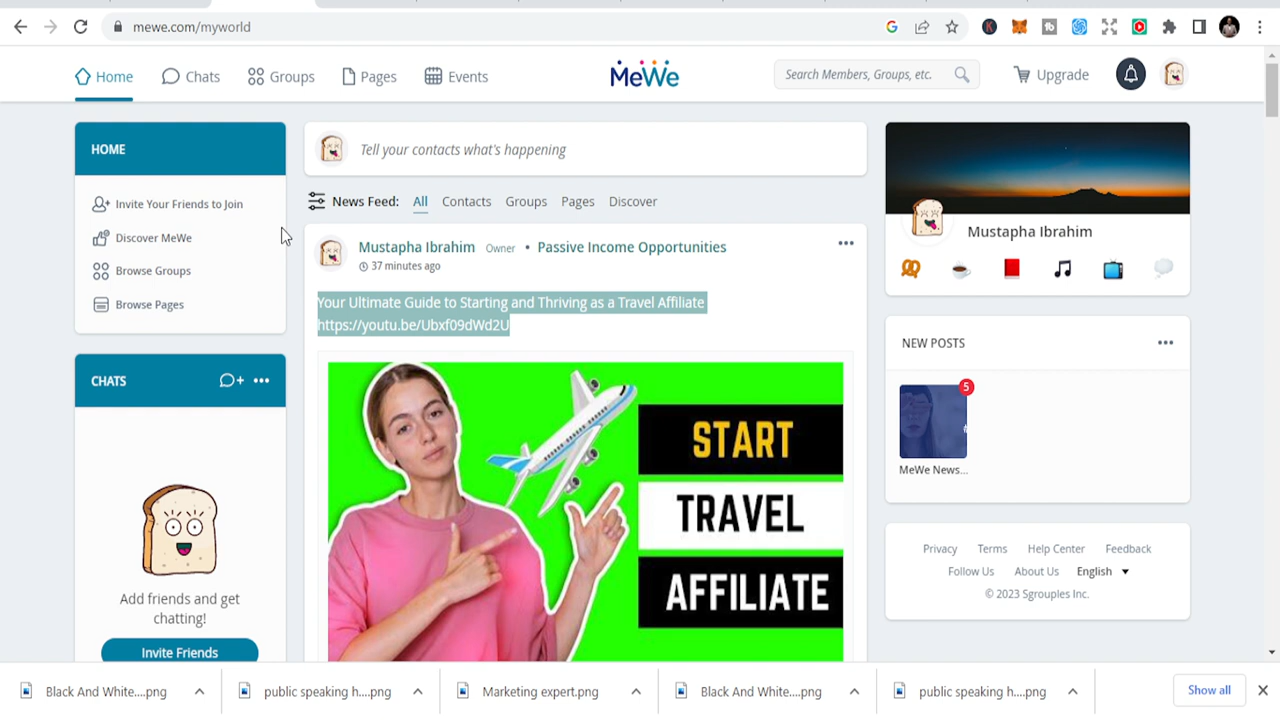 mewe.com/myworld
Home
Chats
Groups
Pages
Events
MeWe
Search Members, Groups, etc.
Upgrade
HOME
Invite Your Friends to Join
Discover MeWe
Browse Groups
Browse Pages
CHATS
Add friends and get
chatting!
Invite Friends
Tell your contacts what's happening
News Feed: All Contacts Groups Pages Discover
Mustapha Ibrahim Owner • Passive Income Opportunities
37 minutes ago
Your Ultimate Guide to Starting and Thriving as a Travel Affiliate
https://youtu.be/Ubxf09dWd2U
START
TRAVEL
AFFILIATE
Mustapha Ibrahim
NEW POSTS
5
MeWe News...
Privacy Terms Help Center Feedback
Follow Us About Us English
© 2023 Sgrouples Inc.
Black And White....png
public speaking h....png
Marketing expert.png
Black And White....png
public speaking h....png
Show all